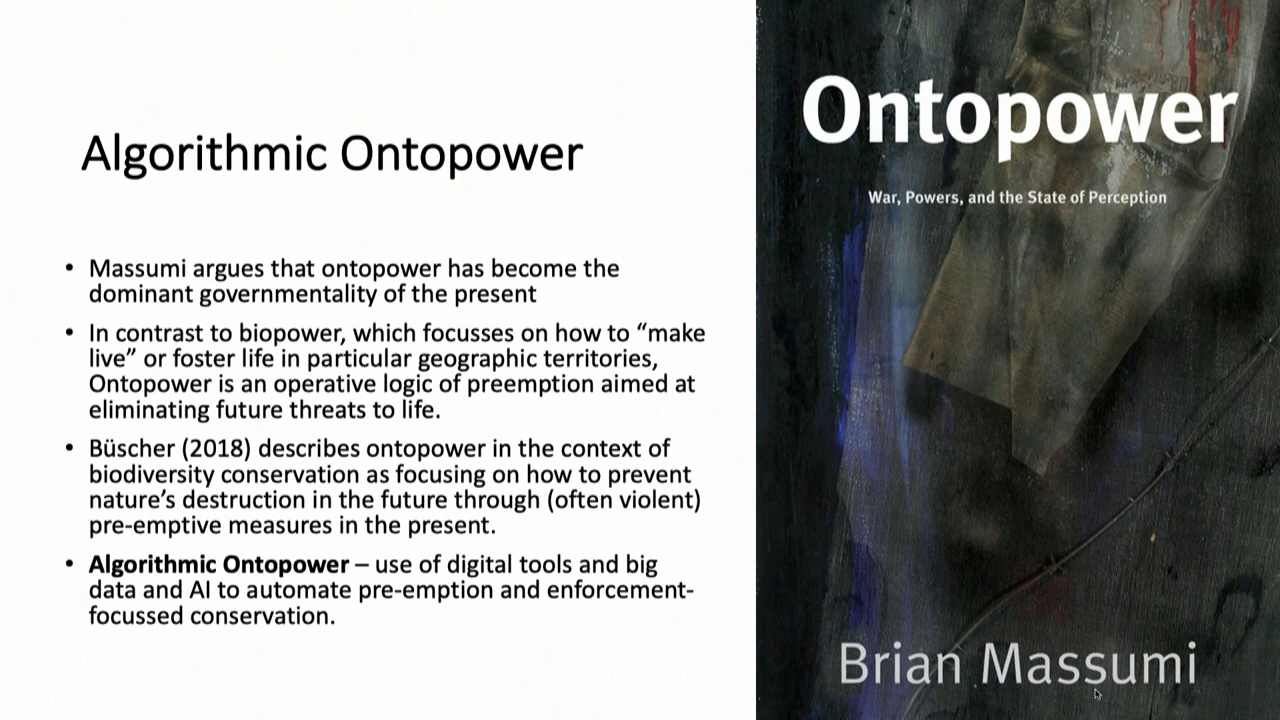 Algorithmic Ontopower
• Massumi argues that ontopower has become the
dominant governmentality of the present
• In contrast to biopower, which focusses on how to “make
live” or foster life in particular geographic territories,
Ontopower is an operative logic of preemption aimed at
eliminating future threats to life.
• Büscher (2018) describes ontopower in the context of
biodiversity conservation as focusing on how to prevent
nature’s destruction in the future through (often violent)
pre-emptive measures in the present.
• Algorithmic Ontopower – use of digital tools and big
data and AI to automate pre-emption and enforcement-
focussed conservation.
Ontopower
War, Powers, and the State of Perception
Brian Massumi